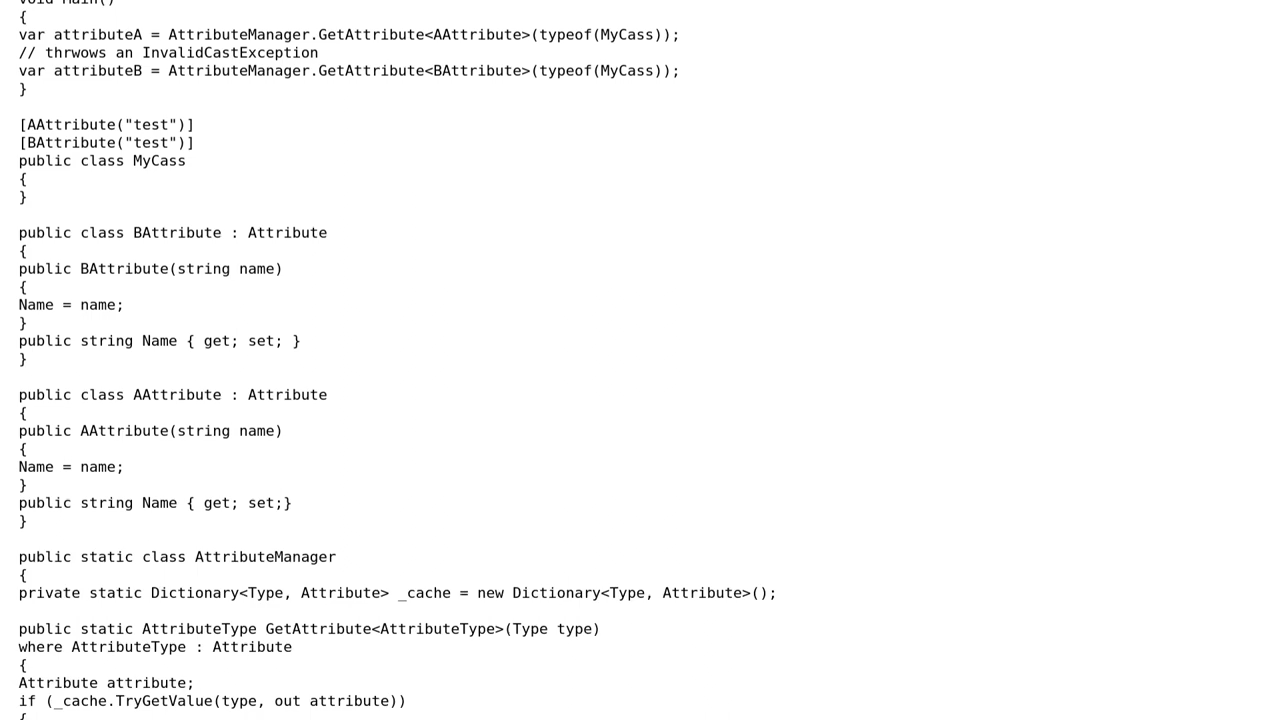 void Main()
{
var attributeA = AttributeManager.GetAttribute<AAttribute>(typeof(MyCass));
// thrwows an InvalidCastException
var attributeB = AttributeManager.GetAttribute<BAttribute>(typeof(MyCass));
}
[AAttribute("test")]
[BAttribute("test")]
public class MyCass
{
}
public class BAttribute : Attribute
{
public BAttribute(string name)
{
Name = name;
}
public string Name { get; set; }
}
public class AAttribute : Attribute
{
public AAttribute(string name)
{
Name = name;
}
public string Name { get; set;}
}
public static class AttributeManager
{
private static Dictionary<Type, Attribute> _cache = new Dictionary<Type, Attribute>();
public static AttributeType GetAttribute<AttributeType>(Type type)
where AttributeType : Attribute
{
Attribute attribute;
if (_cache.TryGetValue(type, out attribute))
{